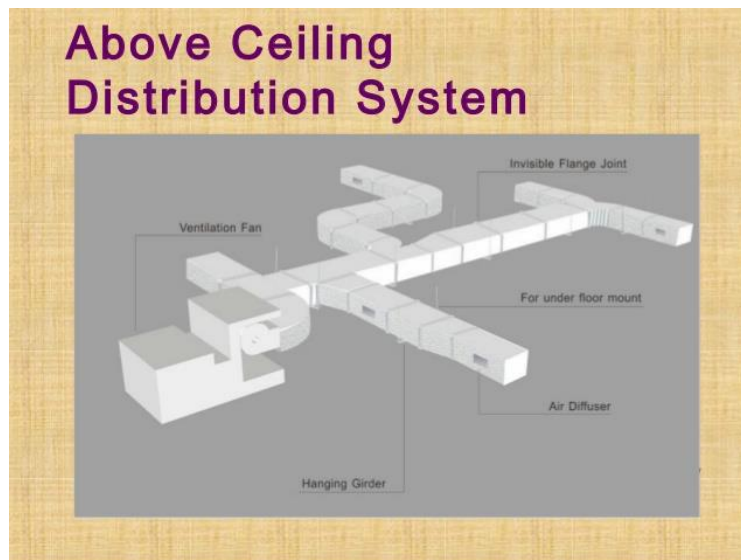 Above Ceiling
Distribution System
Invisible Flange Joint
Ventilation Fan
For under floor mount
Air Diffuser
Hanging Girder